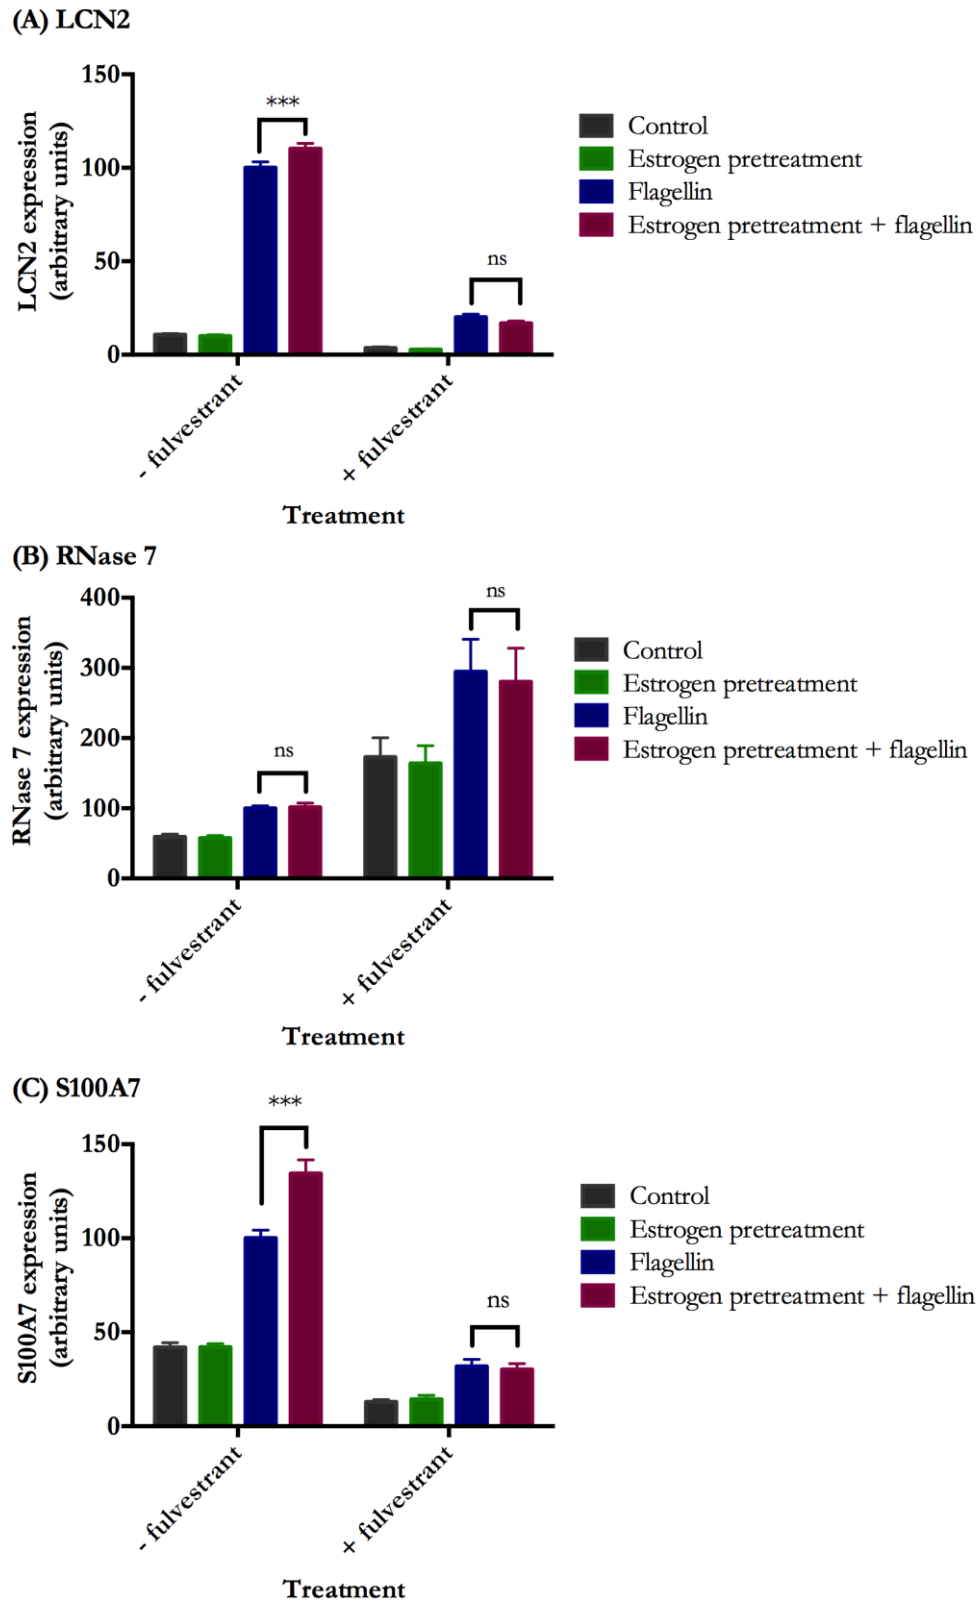 (A) LCN2
LCN2 expression
(arbitrary units)
150
100
50
0
***
ns
- fulvestrant
+ fulvestrant
Treatment
Control
Estrogen pretreatment
Flagellin
Estrogen pretreatment + flagellin
(B) RNase 7
RNase 7 expression
(arbitrary units)
400
300
200
100
0
ns
ns
- fulvestrant
+ fulvestrant
Treatment
Control
Estrogen pretreatment
Flagellin
Estrogen pretreatment + flagellin
(C) S100A7
S100A7 expression
(arbitrary units)
150
100
50
0
***
ns
- fulvestrant
+ fulvestrant
Treatment
Control
Estrogen pretreatment
Flagellin
Estrogen pretreatment + flagellin